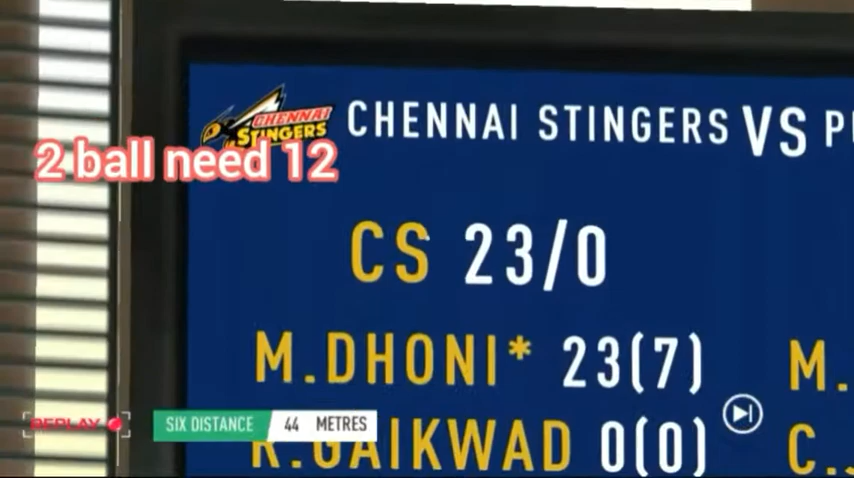 CHENNAI
STINGERS
CHENNAI STINGERS VS
2 ball need 12
CS 23/0
M.DHONI* 23(7) M.
REPLAY
SIX DISTANCE 44 METRES
R.GAIKWAD 0(0) C.